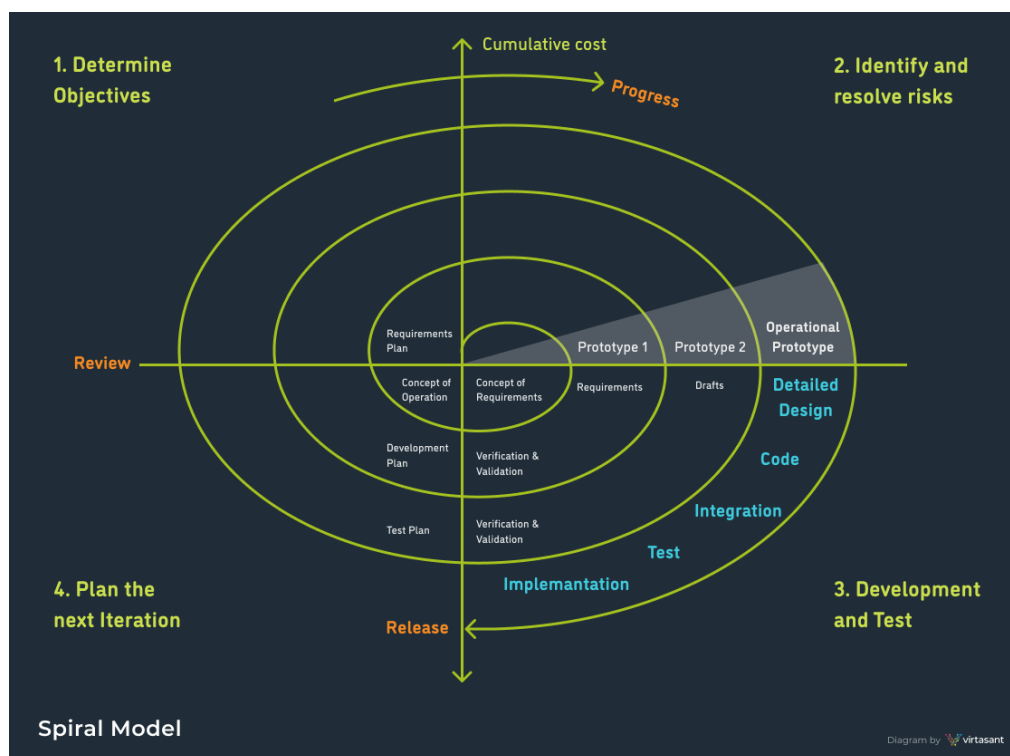 Cumulative cost
1. Determine
Objectives
2. Identify and
resolve risks
Progress
Requirements
Plan
Prototype 1
Prototype 2
Operational
Prototype
Review
Concept of
Operation
Concept of
Requirements
Requirements
Drafts
Detailed
Design
Development
Plan
Verification &
Validation
Code
Integration
Test Plan
Verification &
Validation
Test
Implemantation
4. Plan the
next Iteration
3. Development
and Test
Release
Spiral Model
Diagram by virtasant